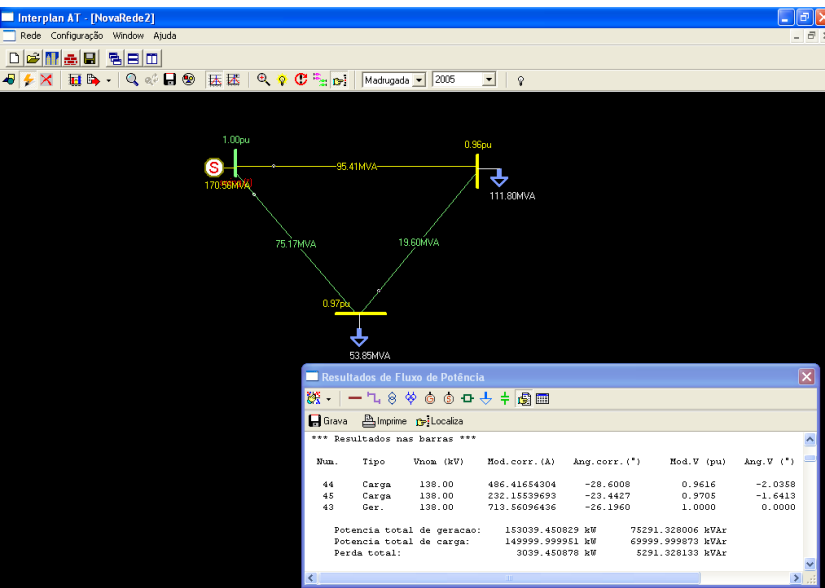 Interplan AT - [NovaRede2]
Rede Configuração Window Ajuda
Madrugada 2005
1.00pu
0.96pu
S
95.41MVA
170.56MVA
111.80MVA
75.17MVA
19.60MVA
0.97pu
53.85MVA
Resultados de Fluxo de Potência
Grava Imprime Localiza
*** Resultados nas barras ***
Num. Tipo Vnom (kV) Mod.corr.(A) Ang.corr.(°) Mod.V (pu) Ang.V (°)
44 Carga 138.00 486.41654304 -28.6008 0.9616 -2.0358
45 Carga 138.00 232.15539693 -23.4427 0.9705 -1.6413
43 Ger. 138.00 713.56096436 -26.1960 1.0000 0.0000
Potencia total de geracao: 153039.450829 kW 75291.328006 kVAr
Potencia total de carga: 149999.999951 kW 69999.999873 kVAr
Perda total: 3039.450878 kW 5291.328133 kVAr